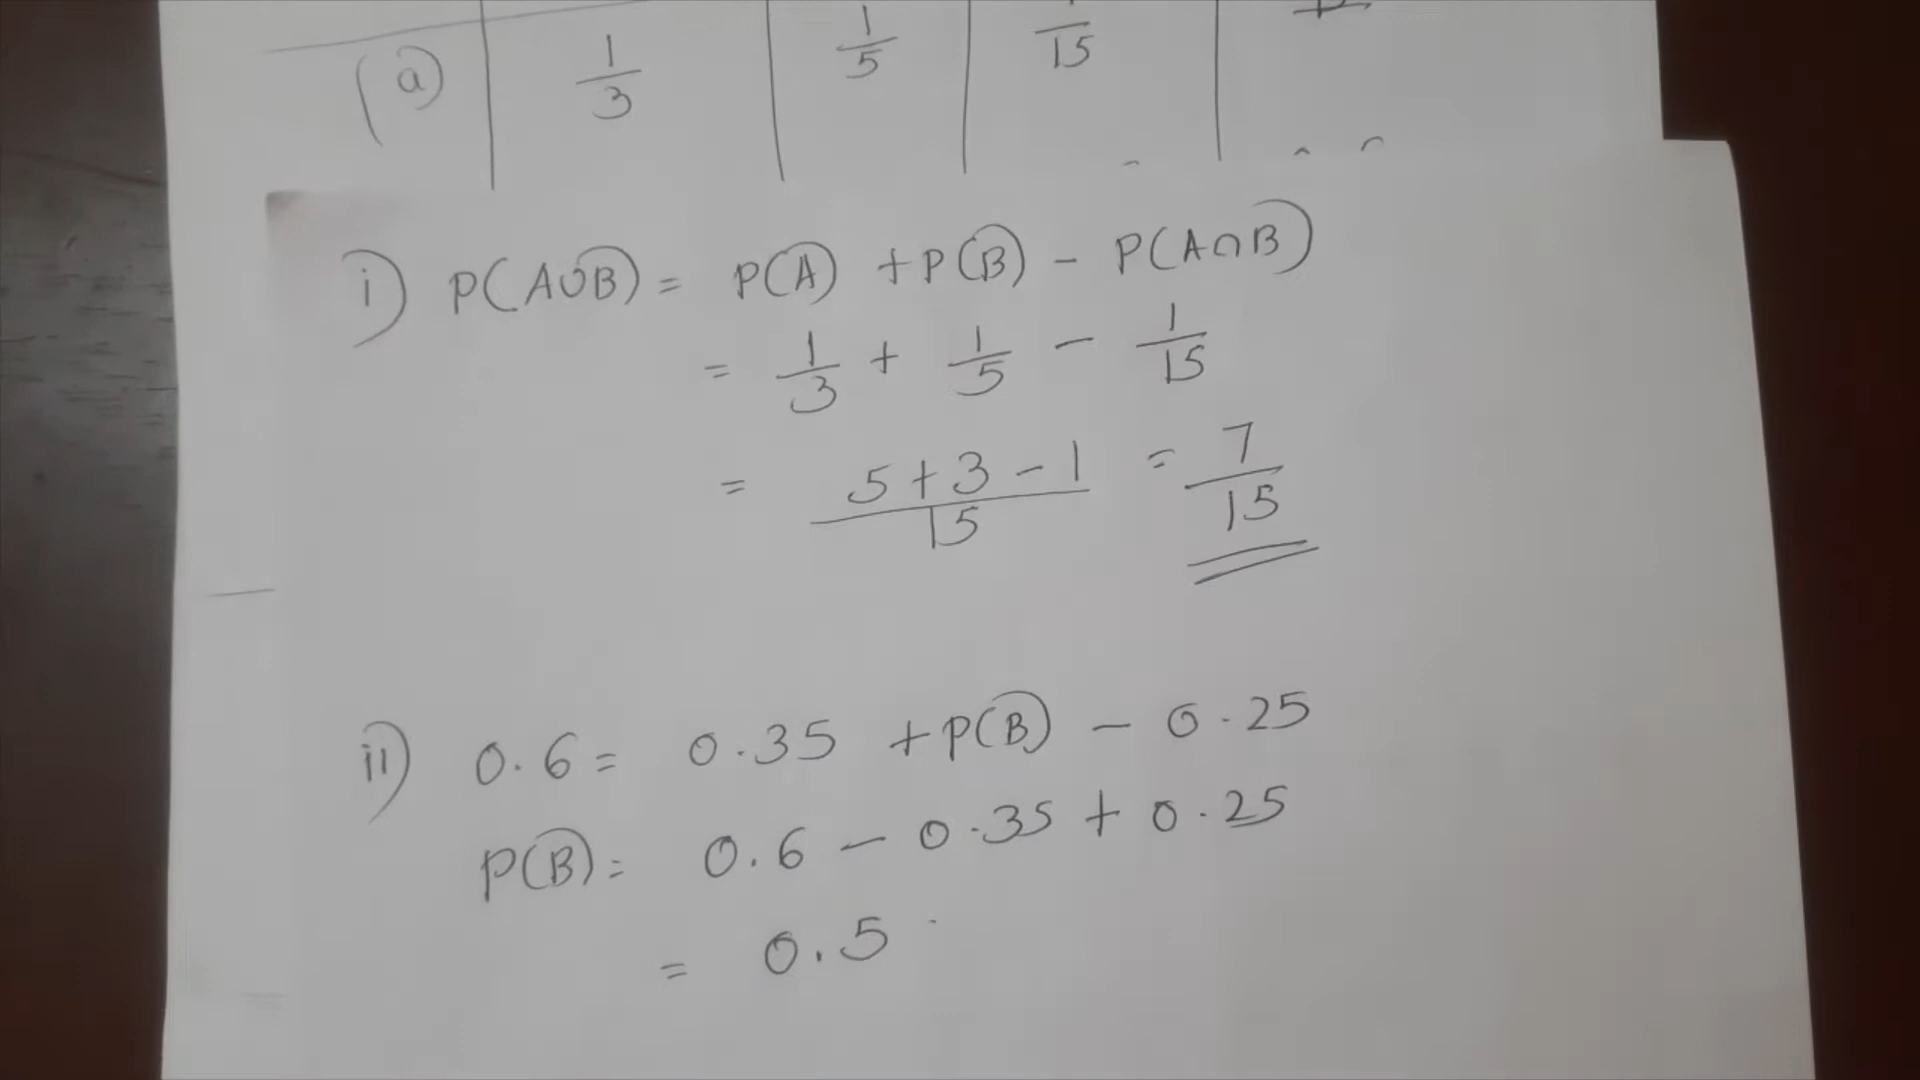 (a) 1/3 1/5 1/15
i) P(A∪B) = P(A) + P(B) - P(A∩B)
= 1/3 + 1/5 - 1/15
= 5+3-1/15 = 7/15
ii) 0.6 = 0.35 + P(B) - 0.25
P(B) = 0.6 - 0.35 + 0.25
= 0.5